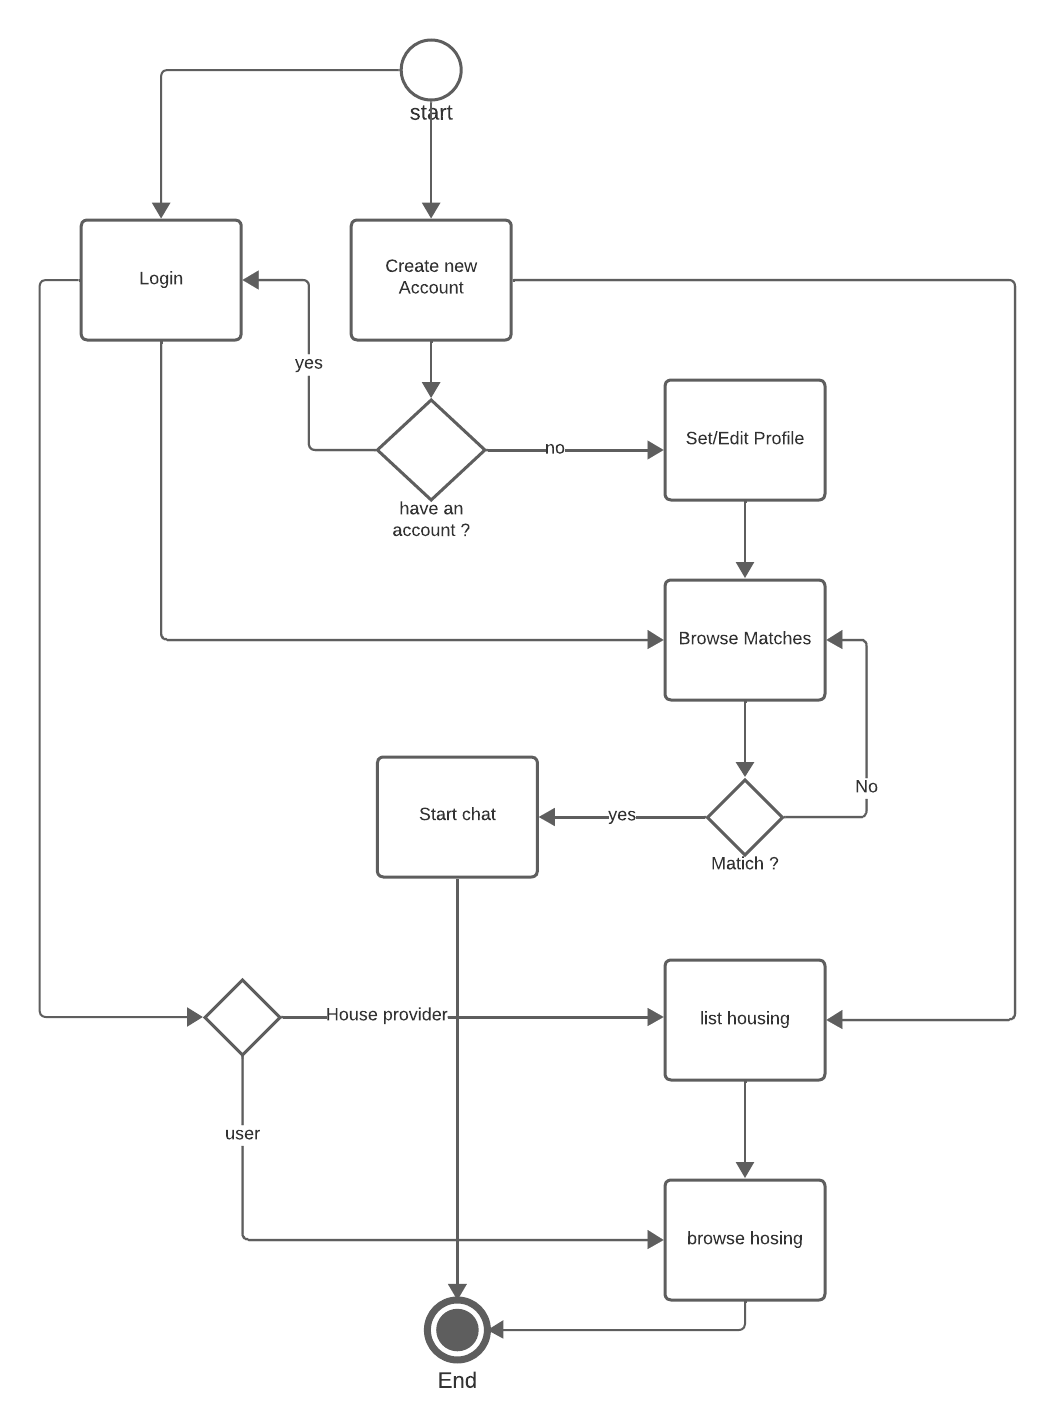 start
Login
Create new
Account
yes
Set/Edit Profile
no
have an
account ?
Browse Matches
No
Start chat
yes
Matich ?
House provider
list housing
user
browse hosing
End